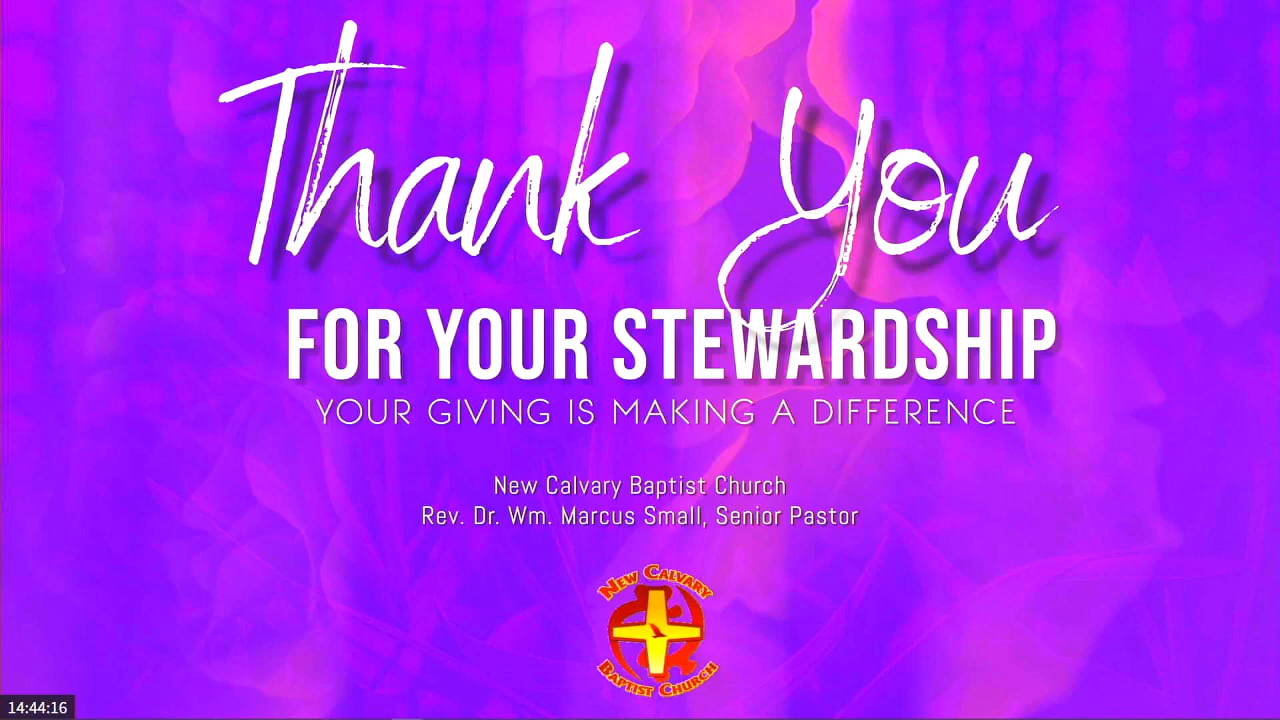 Thank You
FOR YOUR STEWARDSHIP
YOUR GIVING IS MAKING A DIFFERENCE
New Calvary Baptist Church
Rev. Dr. Wm. Marcus Small, Senior Pastor
NEW CALVARY
BAPTIST CHURCH
14:44:16